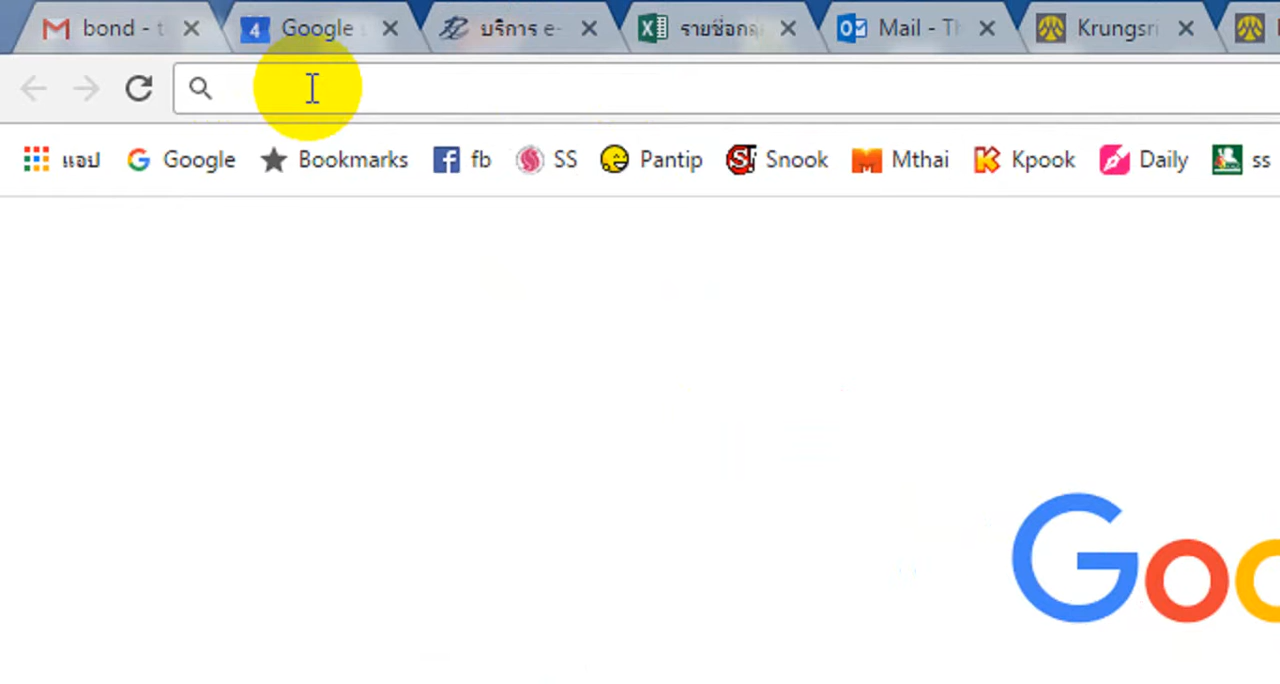 bond - t Google บริการ e- รายชื่อกลุ่ Mail - Th Krungsri
แอป Google Bookmarks fb SS Pantip Snook Mthai Kpook Daily ss
Goo